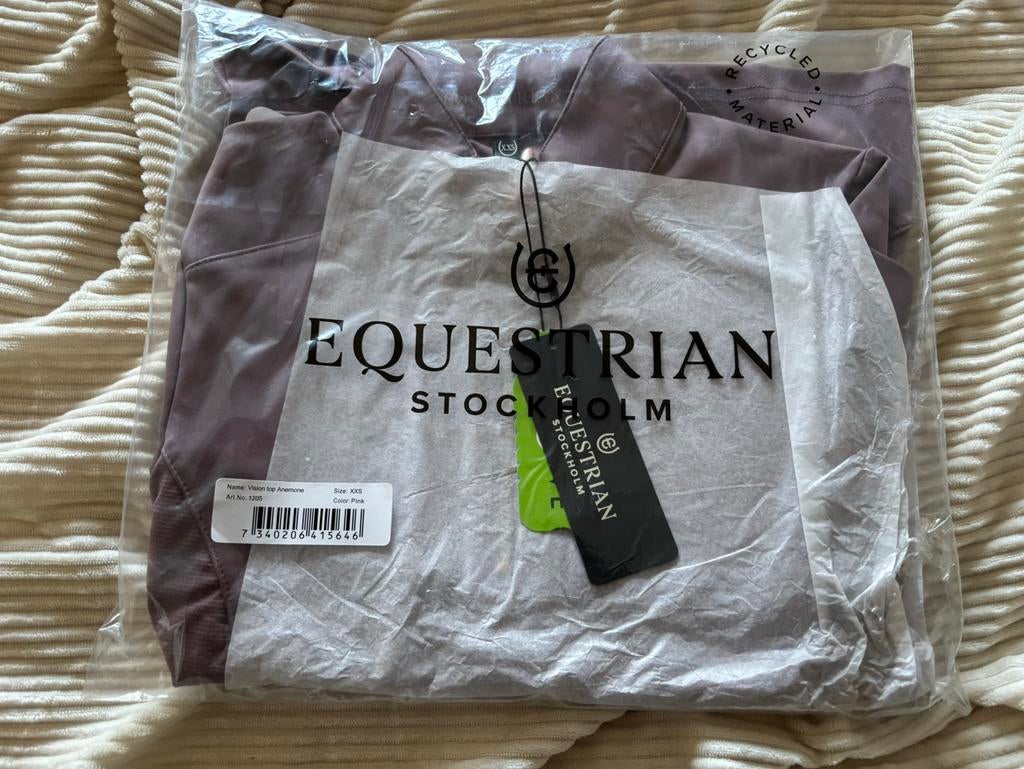 RECYCLED
MATERIAL
XXS
EQUESTRIAN
STOCKHOLM
EQUESTRIAN
STOCKHOLM
Name: Vision top Anemone
Size: XXS
Art.No. 1205
Color: Pink
7 340206 415646